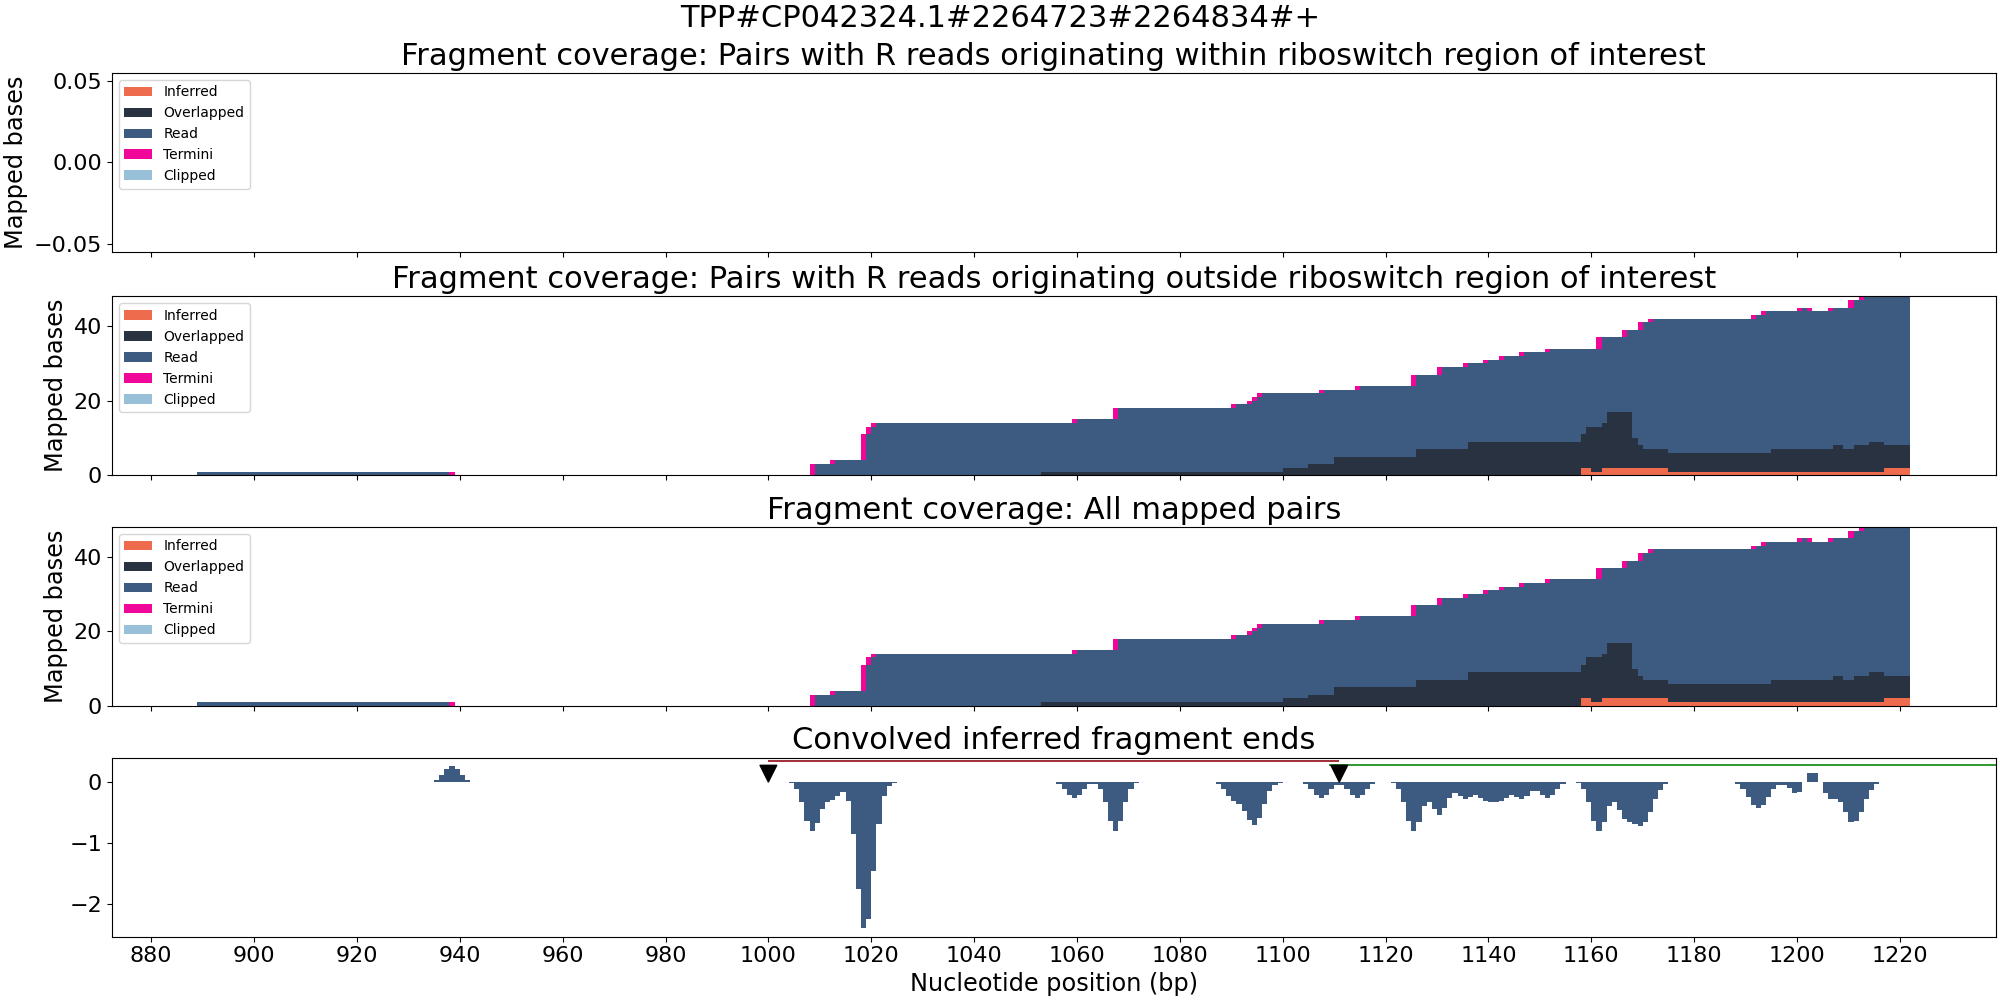 TPP#CP042324.1#2264723#2264834#+
Fragment coverage: Pairs with R reads originating within riboswitch region of interest
Mapped bases
0.05
0.00
−0.05
Inferred
Overlapped
Read
Termini
Clipped
Fragment coverage: Pairs with R reads originating outside riboswitch region of interest
Mapped bases
40
20
0
Inferred
Overlapped
Read
Termini
Clipped
Fragment coverage: All mapped pairs
Mapped bases
40
20
0
Inferred
Overlapped
Read
Termini
Clipped
Convolved inferred fragment ends
0
−1
−2
880 900 920 940 960 980 1000 1020 1040 1060 1080 1100 1120 1140 1160 1180 1200 1220
Nucleotide position (bp)